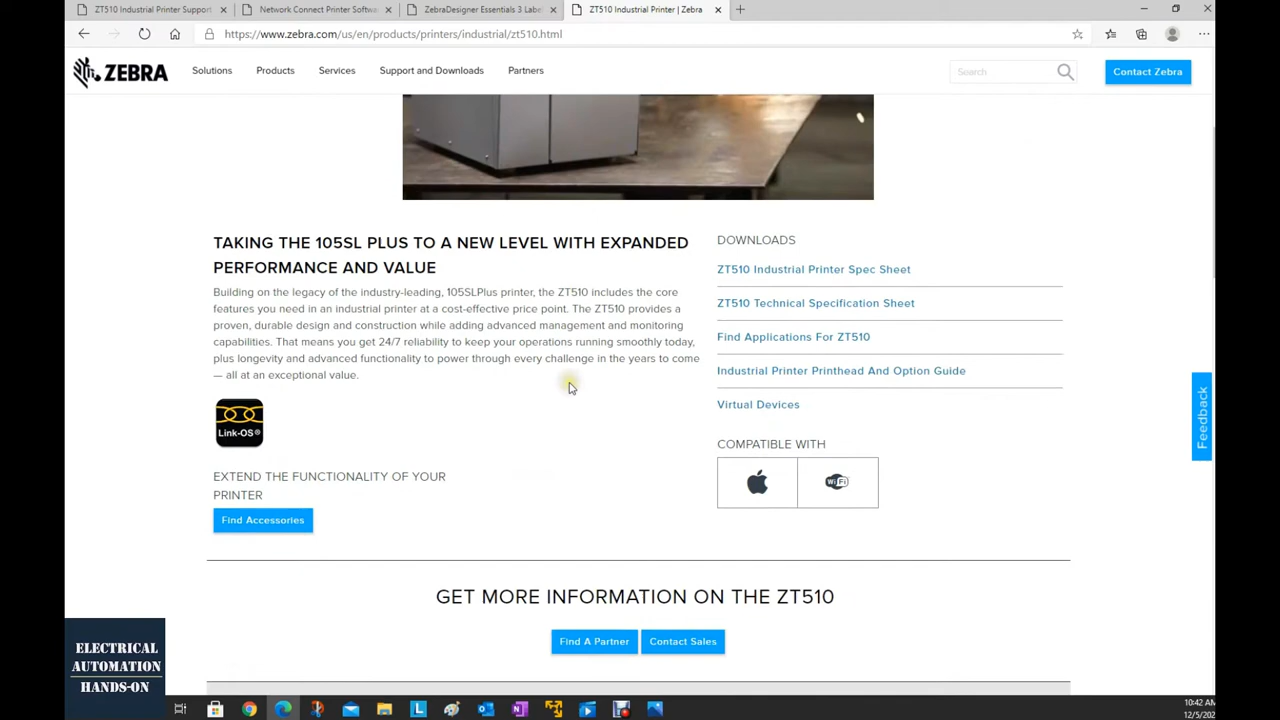 ZT510 Industrial Printer Support
Network Connect Printer Softwa
ZebraDesigner Essentials 3 Labe
ZT510 Industrial Printer | Zebra
https://www.zebra.com/us/en/products/printers/industrial/zt510.html
ZEBRA
Solutions
Products
Services
Support and Downloads
Partners
Search
Contact Zebra
TAKING THE 105SL PLUS TO A NEW LEVEL WITH EXPANDED
PERFORMANCE AND VALUE
Building on the legacy of the industry-leading, 105SLPlus printer, the ZT510 includes the core
features you need in an industrial printer at a cost-effective price point. The ZT510 provides a
proven, durable design and construction while adding advanced management and monitoring
capabilities. That means you get 24/7 reliability to keep your operations running smoothly today,
plus longevity and advanced functionality to power through every challenge in the years to come
— all at an exceptional value.
Link-OS®
EXTEND THE FUNCTIONALITY OF YOUR
PRINTER
Find Accessories
DOWNLOADS
ZT510 Industrial Printer Spec Sheet
ZT510 Technical Specification Sheet
Find Applications For ZT510
Industrial Printer Printhead And Option Guide
Virtual Devices
COMPATIBLE WITH
WiFi
Feedback
GET MORE INFORMATION ON THE ZT510
Find A Partner
Contact Sales
ELECTRICAL
AUTOMATION
HANDS-ON
10:42 AM
12/5/202